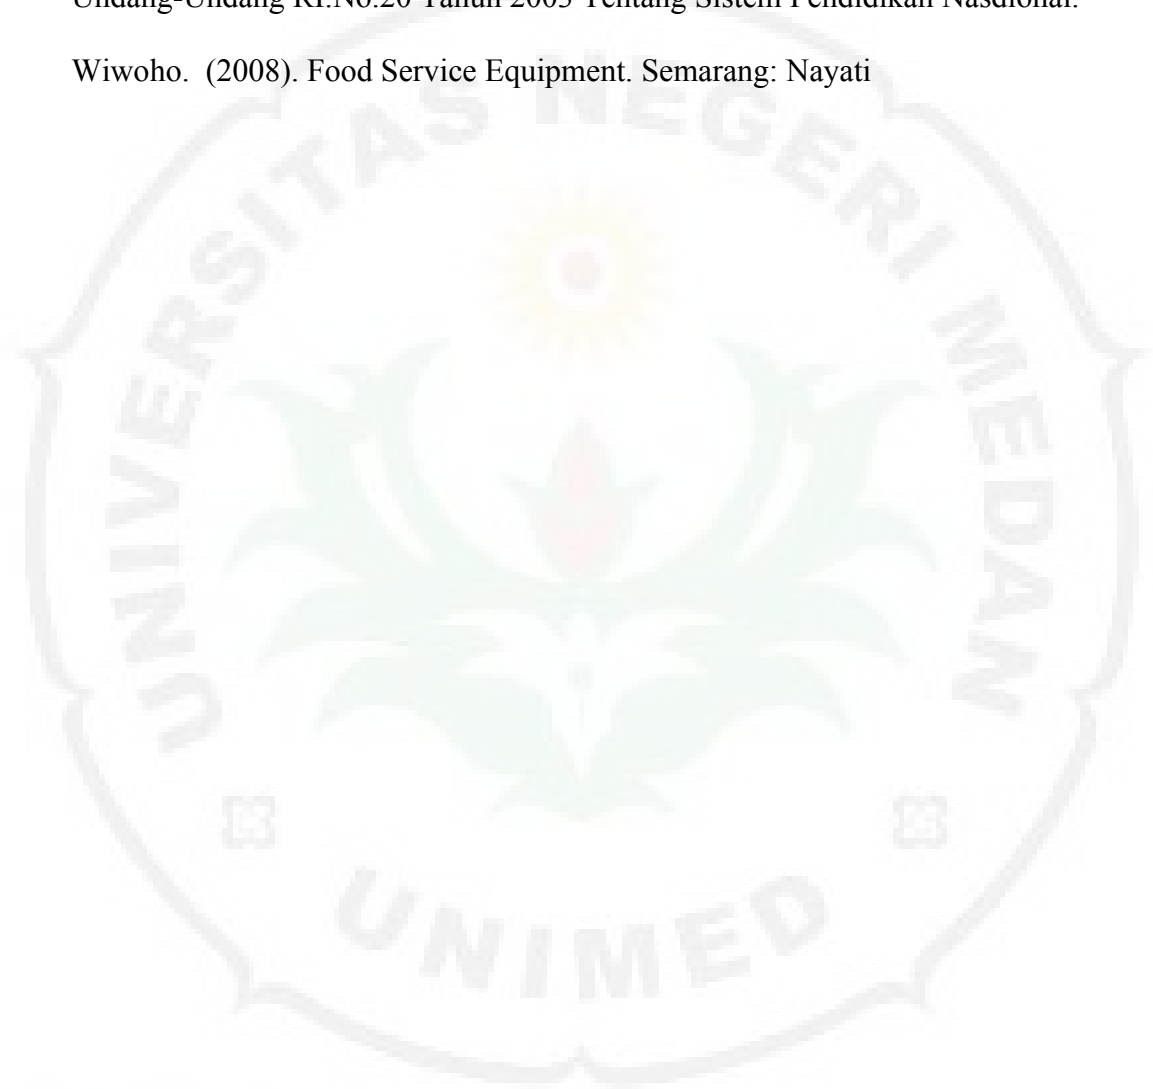 Undang-Undang RI.No.20 Tahun 2003 Tentang Sistem Pendidikan Nasdional.
Wiwoho. (2008). Food Service Equipment. Semarang: Nayati
UNIVERSITAS NEGERI MEDAN
UNIMED